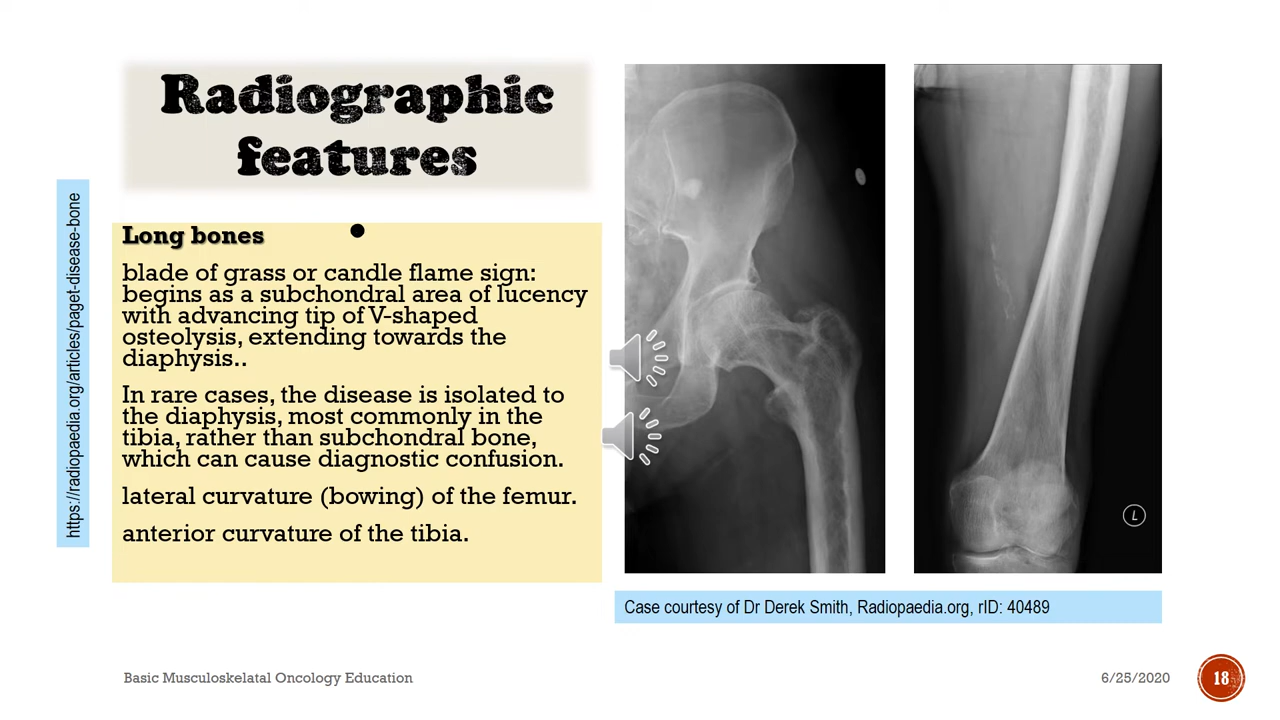 Radiographic
features
https://radiopaedia.org/articles/paget-disease-bone
Long bones
blade of grass or candle flame sign:
begins as a subchondral area of lucency
with advancing tip of V-shaped
osteolysis, extending towards the
diaphysis..
In rare cases, the disease is isolated to
the diaphysis, most commonly in the
tibia, rather than subchondral bone,
which can cause diagnostic confusion.
lateral curvature (bowing) of the femur.
anterior curvature of the tibia.
L
Case courtesy of Dr Derek Smith, Radiopaedia.org, rID: 40489
Basic Musculoskelatal Oncology Education
6/25/2020
18